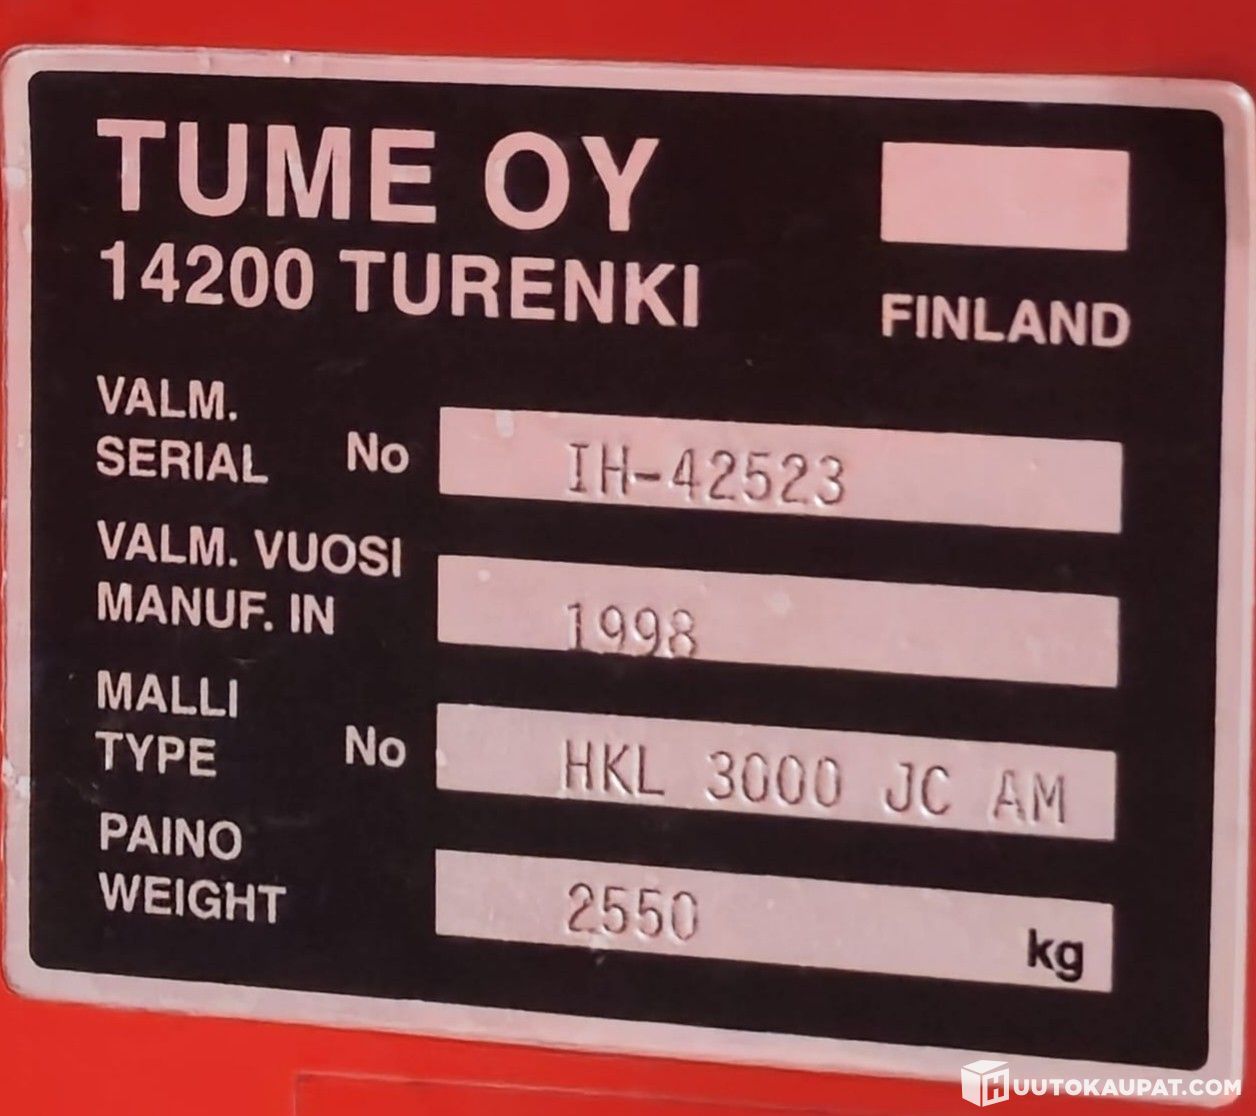 TUME OY
14200 TURENKI
FINLAND
VALM.
SERIAL No IH-42523
VALM. VUOSI
MANUF. IN 1998
MALLI
TYPE No HKL 3000 JC AM
PAINO
WEIGHT 2550 kg
HUUTOKAUPAT.COM